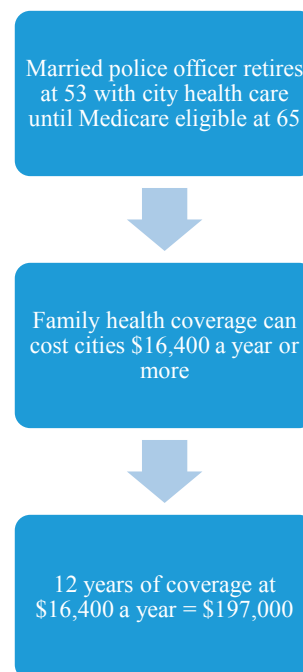 Married police officer retires
at 53 with city health care
until Medicare eligible at 65
Family health coverage can
cost cities $16,400 a year or
more
12 years of coverage at
$16,400 a year = $197,000